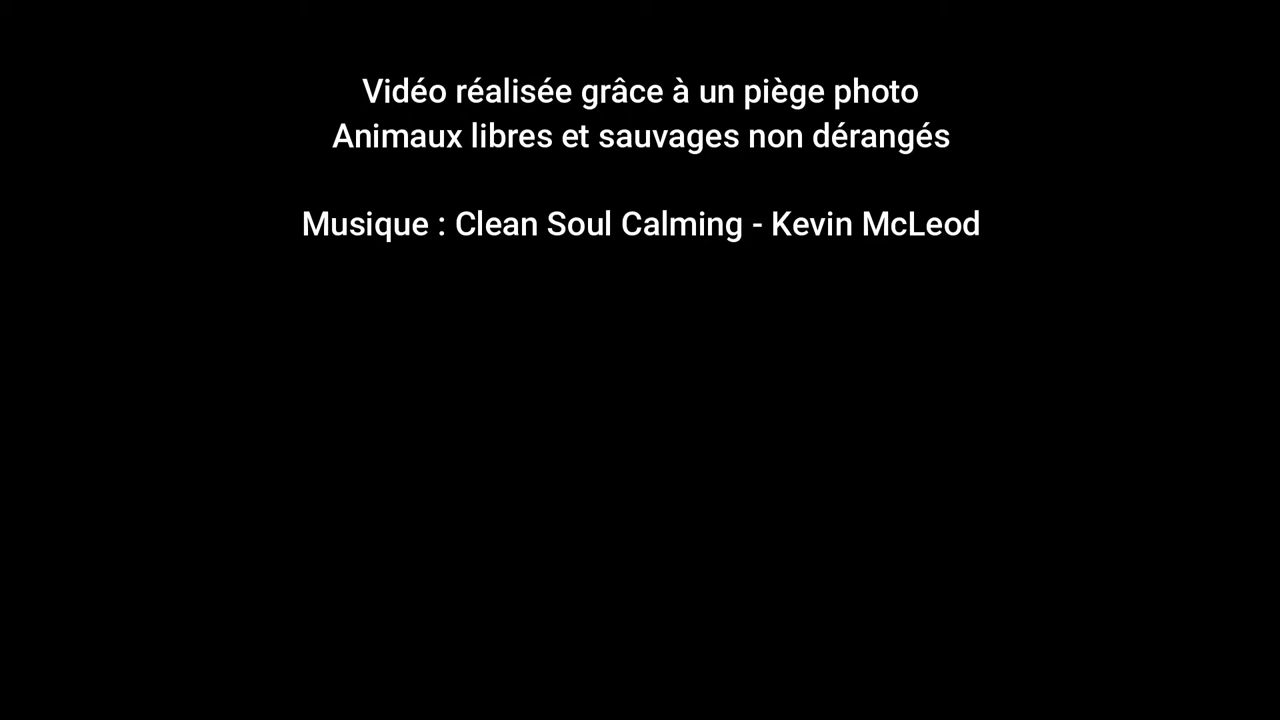 Vidéo réalisée grâce à un piège photo
Animaux libres et sauvages non dérangés
Musique : Clean Soul Calming - Kevin McLeod